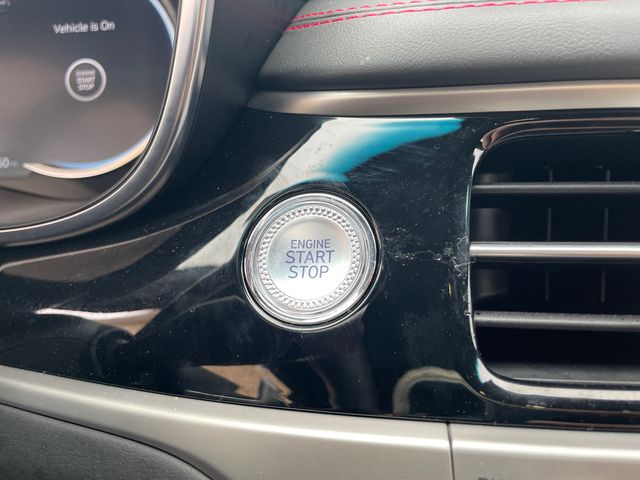 Vehicle is On
ENGINE
START
STOP
ENGINE
START
STOP